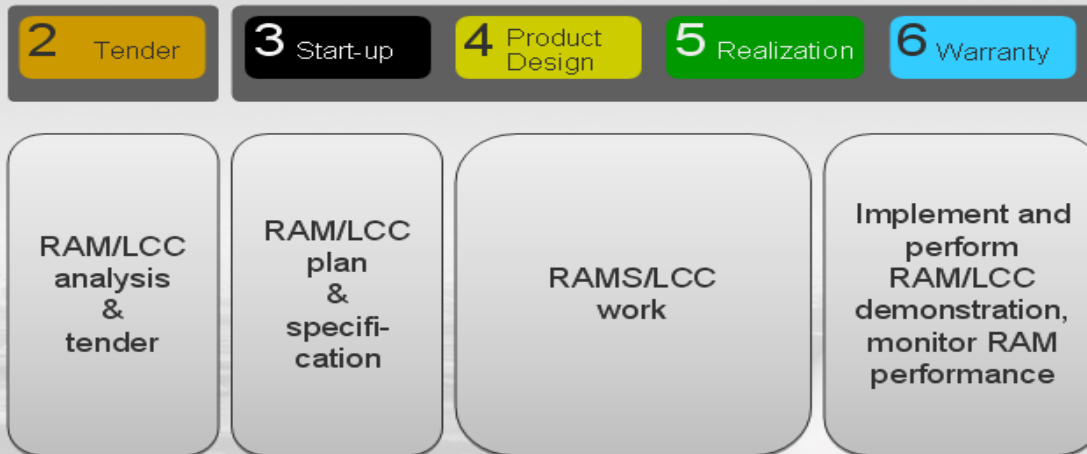 2 Tender
3 Start-up
4 Product
Design
5 Realization
6 Warranty
RAM/LCC
analysis
&
tender
RAM/LCC
plan
&
specifi-
cation
RAMS/LCC
work
Implement and
perform
RAM/LCC
demonstration,
monitor RAM
performance